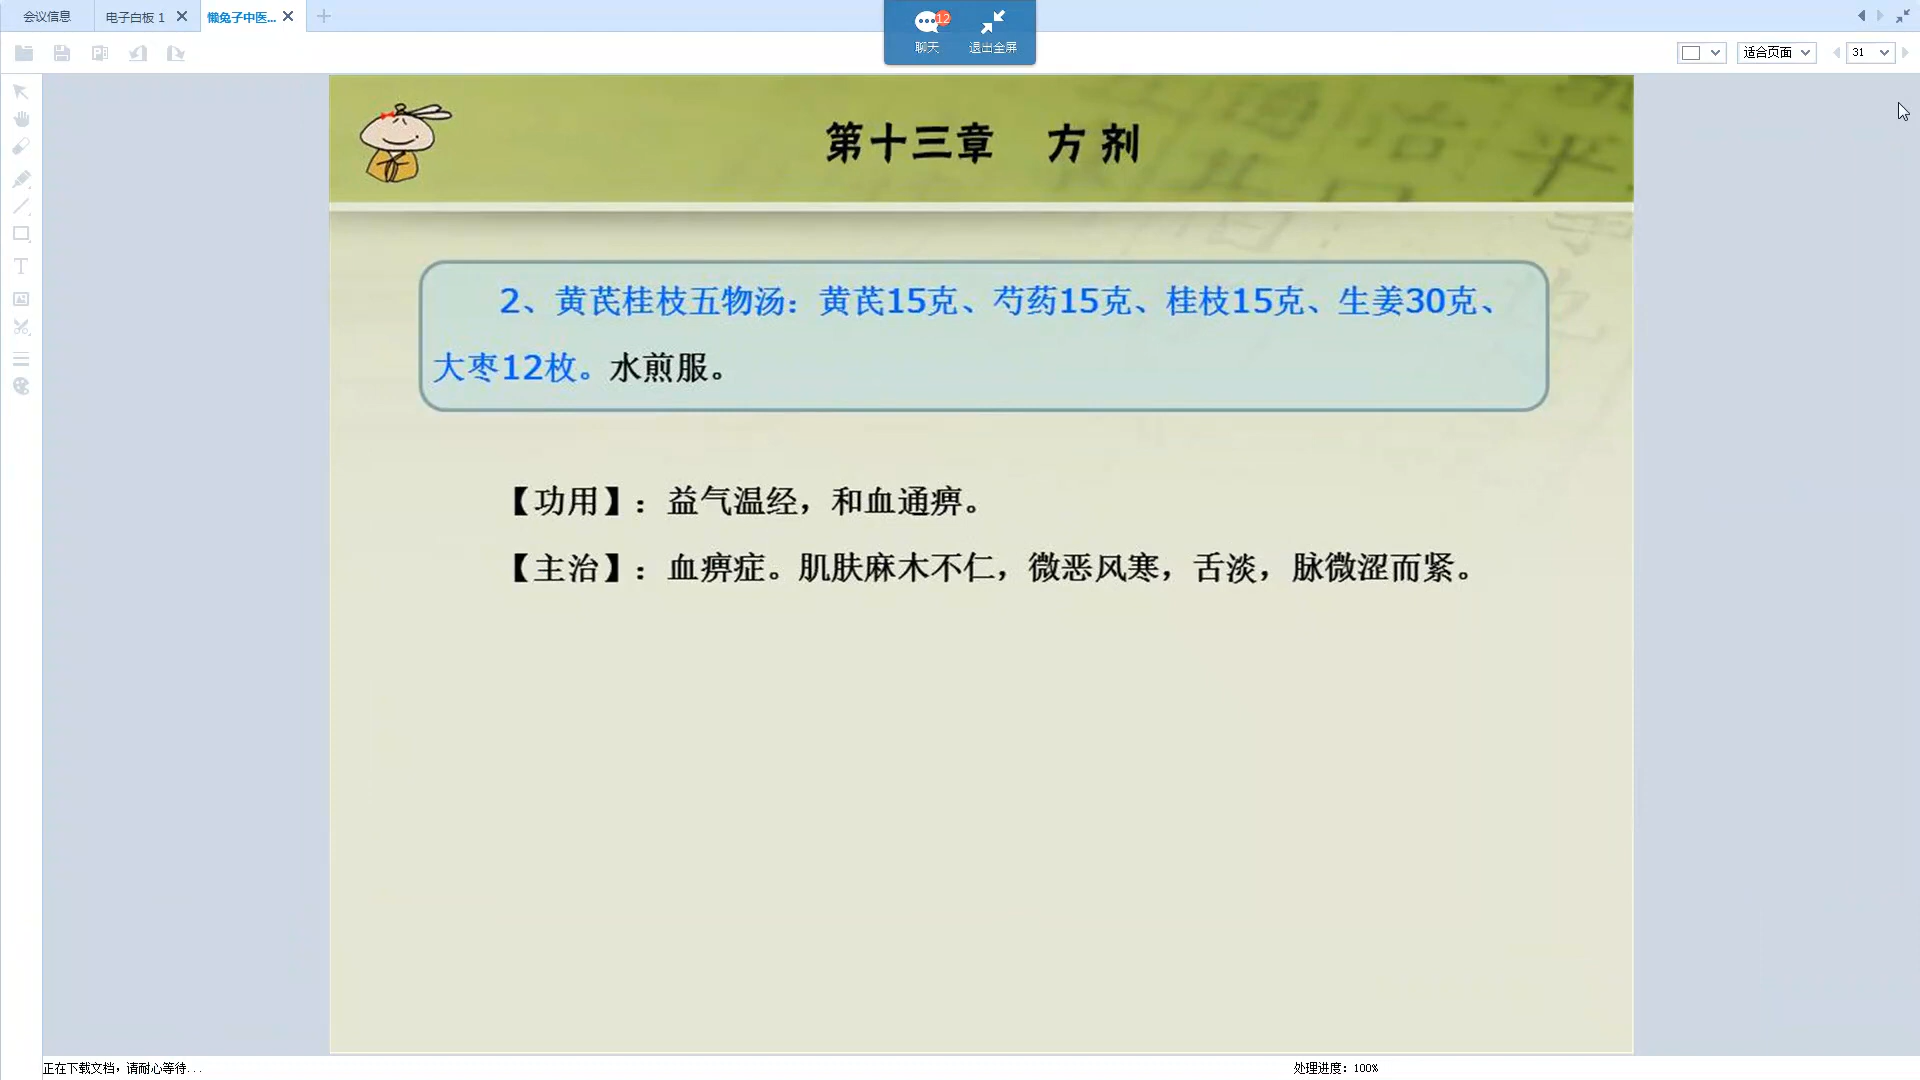 会议信息
电子白板 1
懒兔子中医...
12
聊天
退出全屏
适合页面
31
第十三章 方剂
2、黄芪桂枝五物汤：黄芪15克、芍药15克、桂枝15克、生姜30克、
大枣12枚。水煎服。
【功用】：益气温经，和血通痹。
【主治】：血痹症。肌肤麻木不仁，微恶风寒，舌淡，脉微涩而紧。
正在下载文档，请耐心等待...
处理进度：100%